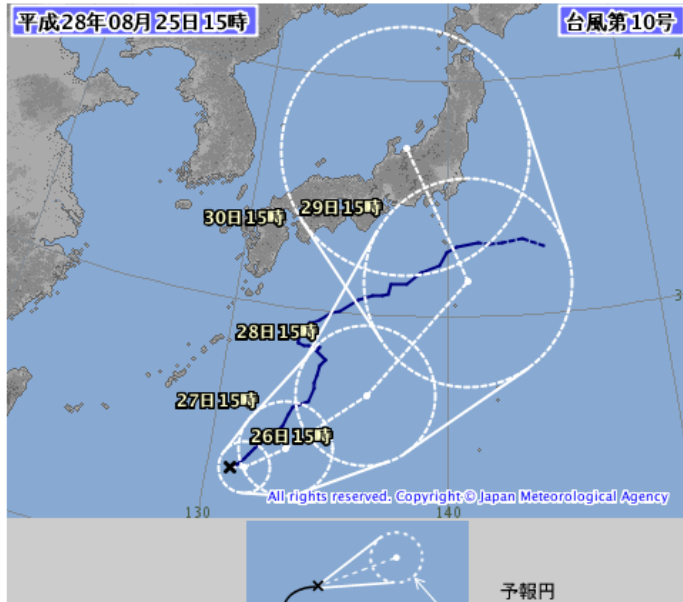 平成28年08月25日15時
台風第10号
4
30日15時
29日15時
3
28日15時
27日15時
26日15時
All rights reserved. Copyright © Japan Meteorological Agency
130
140
予報円